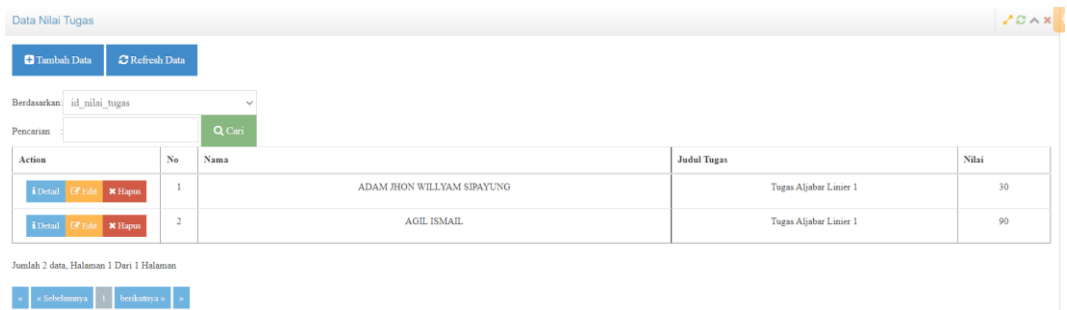 Data Nilai Tugas
Tambah Data Refresh Data
Berdasarkan: id_nilai_tugas
Pencarian : Cari
Action No Nama Judul Tugas Nilai
Detail Edit Hapus 1 ADAM JHON WILLYAM SIPAYUNG Tugas Aljabar Linier 1 30
Detail Edit Hapus 2 AGIL ISMAIL Tugas Aljabar Linier 1 90
Jumlah 2 data, Halaman 1 Dari 1 Halaman
« « Sebelumnya 1 berikutnya » »